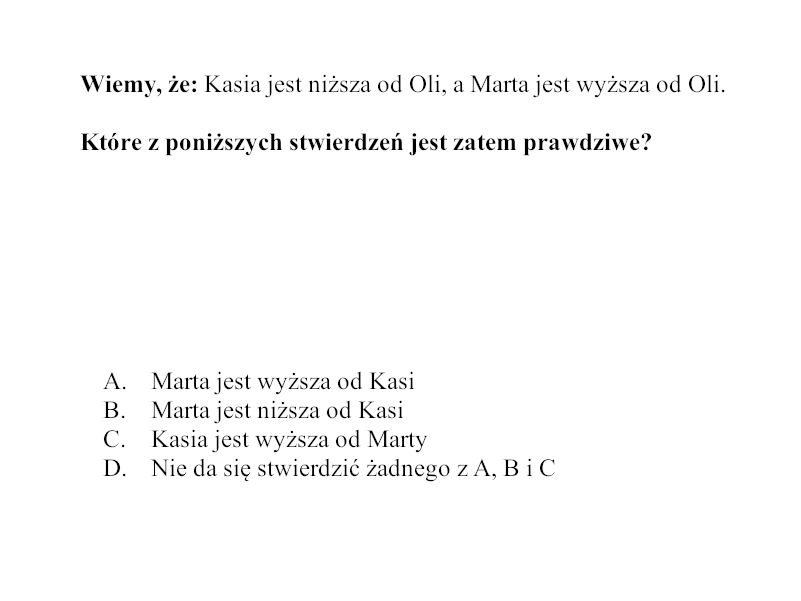 Wiemy, że: Kasia jest niższa od Oli, a Marta jest wyższa od Oli.
Które z poniższych stwierdzeń jest zatem prawdziwe?
A. Marta jest wyższa od Kasi
B. Marta jest niższa od Kasi
C. Kasia jest wyższa od Marty
D. Nie da się stwierdzić żadnego z A, B i C